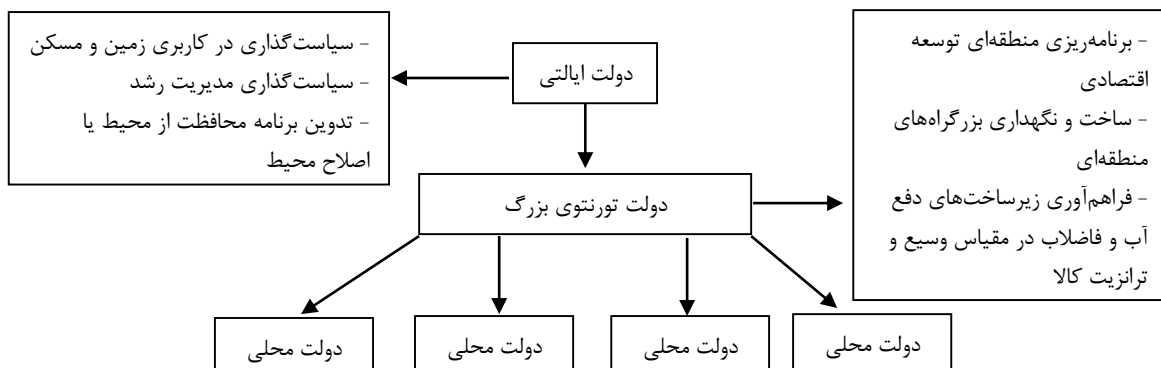 - سیاست‌گذاری در کاربری زمین و مسکن
- سیاست‌گذاری مدیریت رشد
- تدوین برنامه محافظت از محیط یا
اصلاح محیط
دولت ایالتی
- برنامه‌ریزی منطقه‌ای توسعه
اقتصادی
- ساخت و نگهداری بزرگراه‌های
منطقه‌ای
- فراهم‌آوری زیرساخت‌های دفع
آب و فاضلاب در مقیاس وسیع و
ترانزیت کالا
دولت تورنتوی بزرگ
دولت محلی
دولت محلی
دولت محلی
دولت محلی